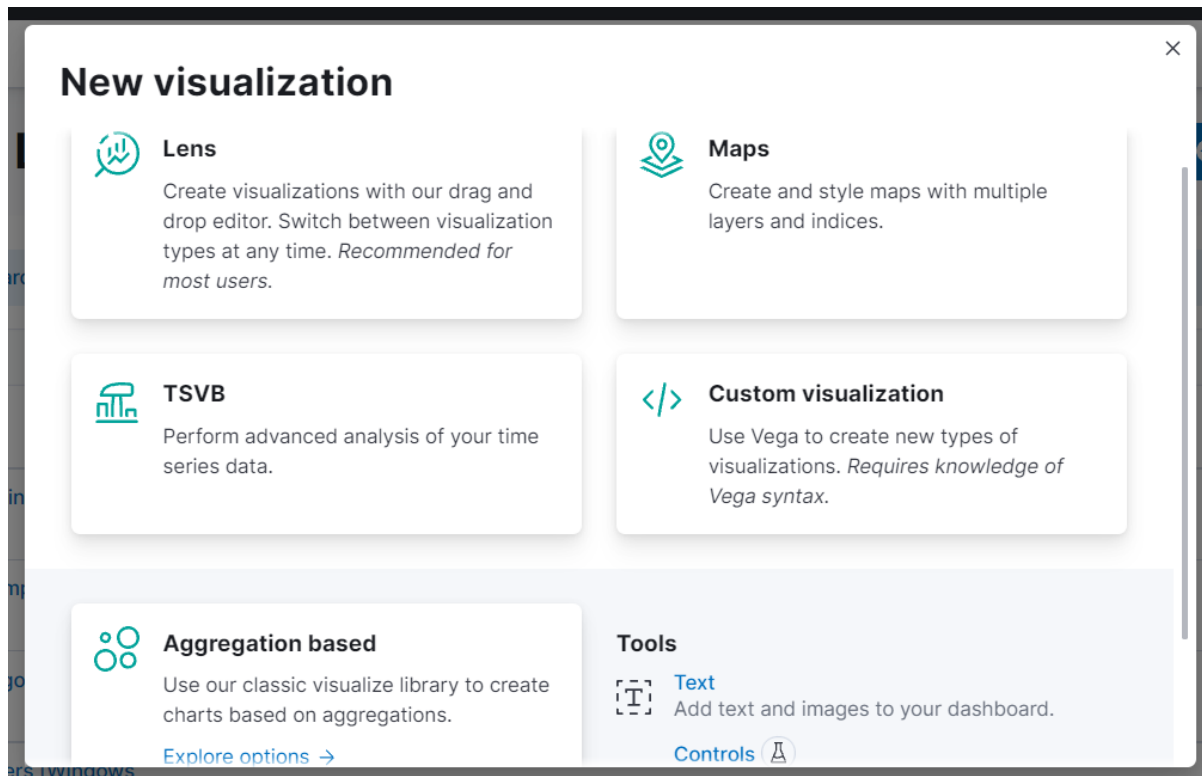 New visualization
Lens
Create visualizations with our drag and
drop editor. Switch between visualization
types at any time. Recommended for
most users.
Maps
Create and style maps with multiple
layers and indices.
TSVB
Perform advanced analysis of your time
series data.
Custom visualization
Use Vega to create new types of
visualizations. Requires knowledge of
Vega syntax.
Aggregation based
Use our classic visualize library to create
charts based on aggregations.
Explore options →
Tools
Text
Add text and images to your dashboard.
Controls